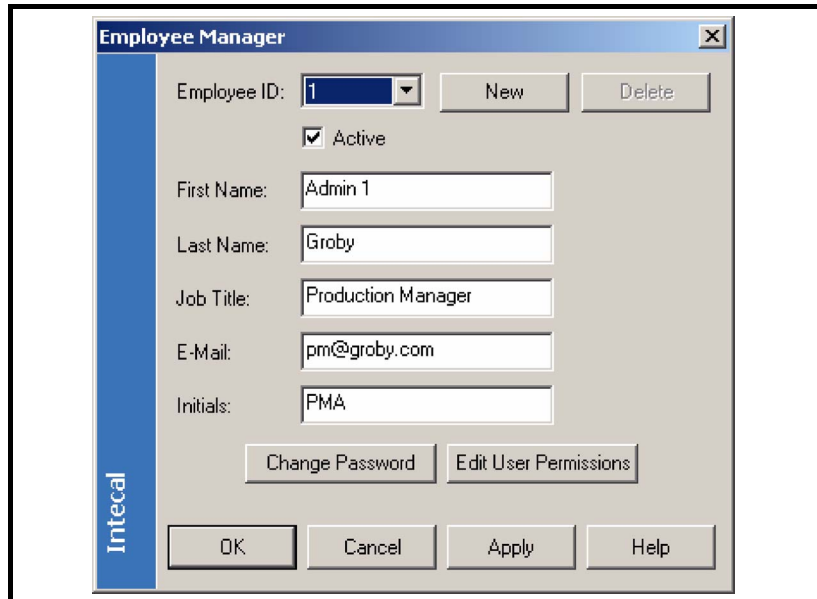 Employee Manager
Employee ID: 1 New Delete
Active
First Name: Admin 1
Last Name: Groby
Job Title: Production Manager
E-Mail: pm@groby.com
Initials: PMA
Change Password Edit User Permissions
OK Cancel Apply Help
Intecal